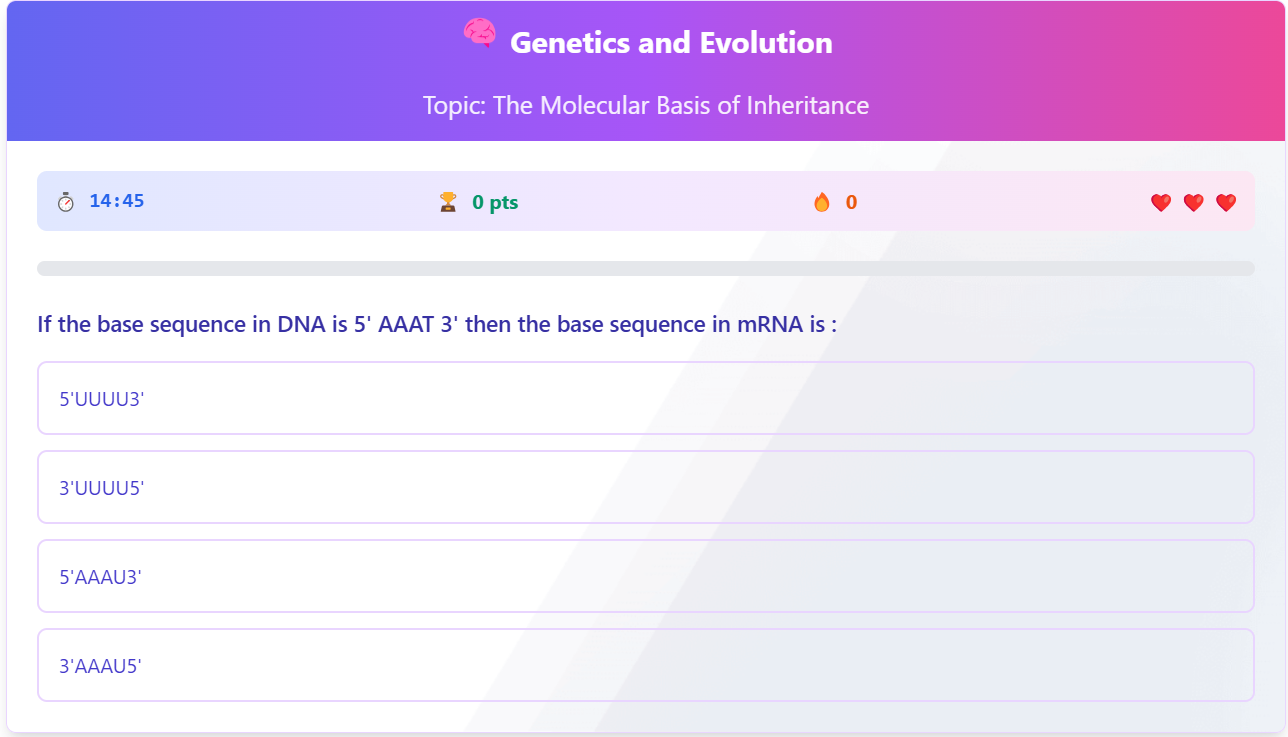 Genetics and Evolution
Topic: The Molecular Basis of Inheritance
14:45 0 pts 0
If the base sequence in DNA is 5' AAAT 3' then the base sequence in mRNA is :
5'UUUU3'
3'UUUU5'
5'AAAU3'
3'AAAU5'